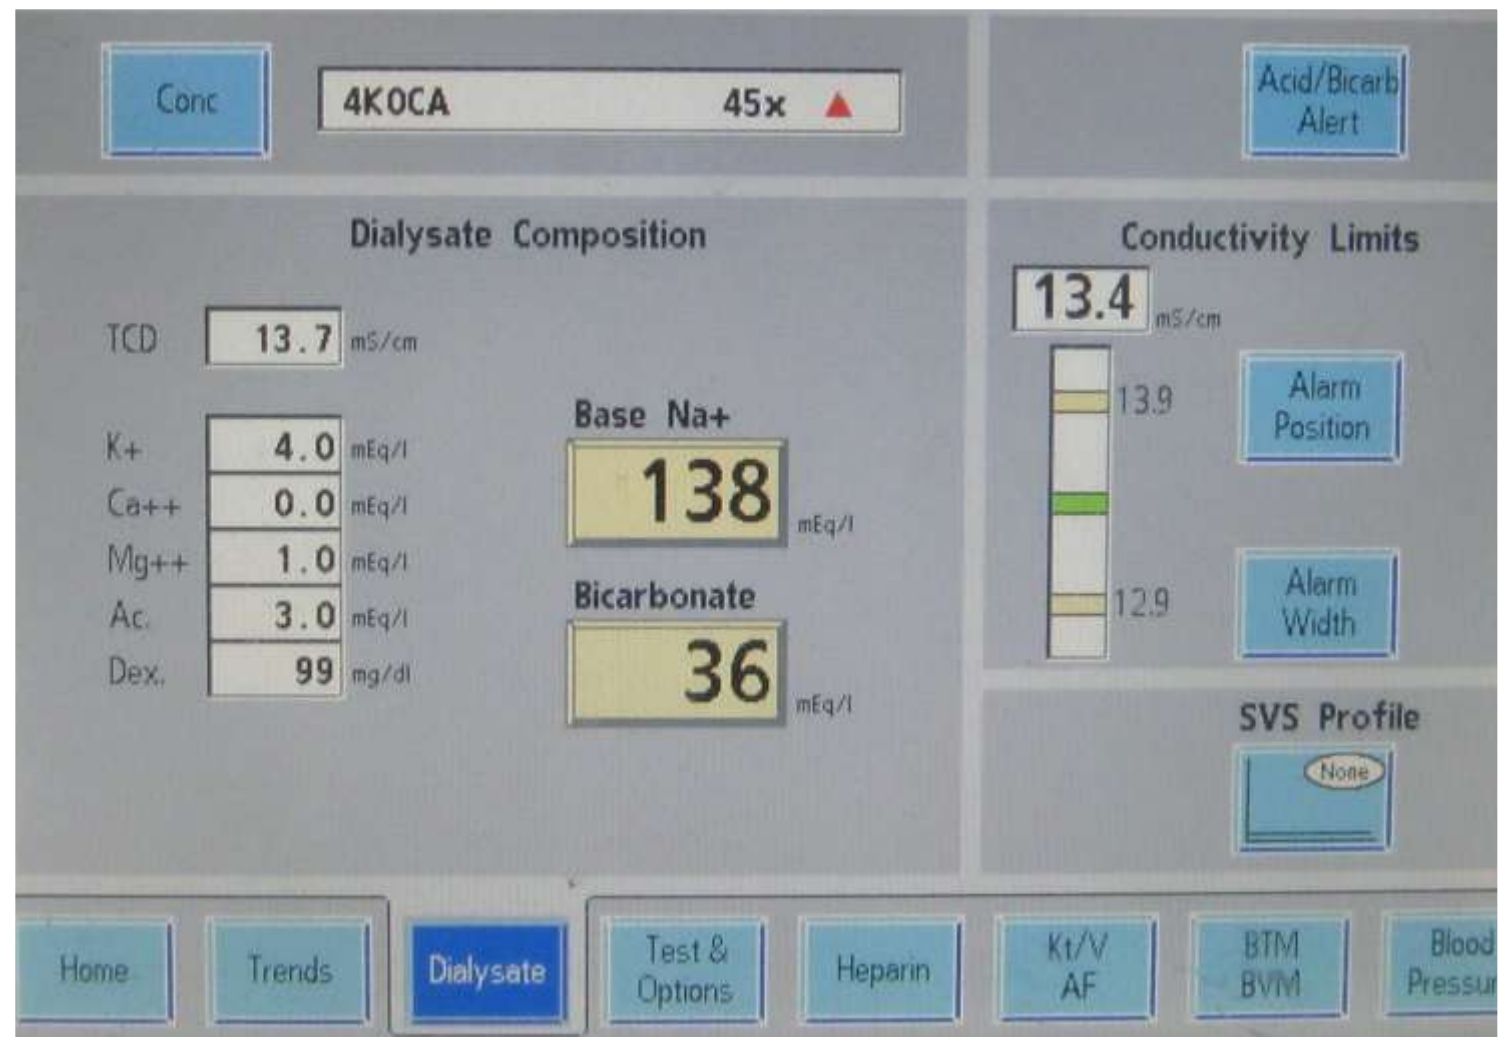 Conc
4K0CA 45x
Acid/Bicarb
Alert
Dialysate Composition
TCD 13.7 mS/cm
K+ 4.0 mEq/l
Ca++ 0.0 mEq/l
Mg++ 1.0 mEq/l
Ac. 3.0 mEq/l
Dex. 99 mg/dl
Base Na+
138 mEq/l
Bicarbonate
36 mEq/l
Conductivity Limits
13.4 mS/cm
13.9
12.9
Alarm
Position
Alarm
Width
SVS Profile
None
Home
Trends
Dialysate
Test &
Options
Heparin
Kt/V
AF
BTM
BVM
Blood
Pressur